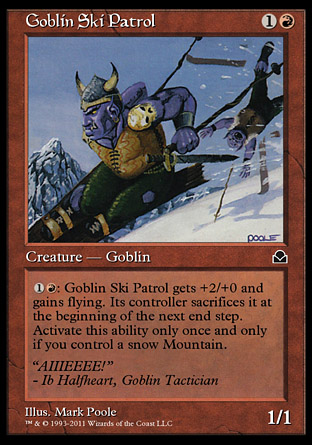 Goblin Ski Patrol 1
POOLE
Creature — Goblin
1 : Goblin Ski Patrol gets +2/+0 and
gains flying. Its controller sacrifices it at
the beginning of the next end step.
Activate this ability only once and only
if you control a snow Mountain.
“AIIIEEEE!”
- Ib Halfheart, Goblin Tactician
Illus. Mark Poole
™ & © 1993-2011 Wizards of the Coast LLC
1/1